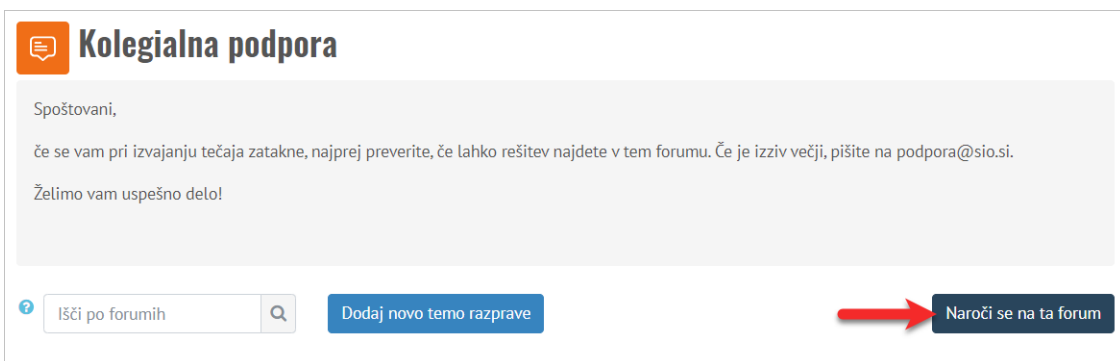 Kolegialna podpora
Spoštovani,
če se vam pri izvajanju tečaja zatakne, najprej preverite, če lahko rešitev najdete v tem forumu. Če je izziv večji, pišite na podpora@sio.si.
Želimo vam uspešno delo!
? Išči po forumih Dodaj novo temo razprave Naroči se na ta forum